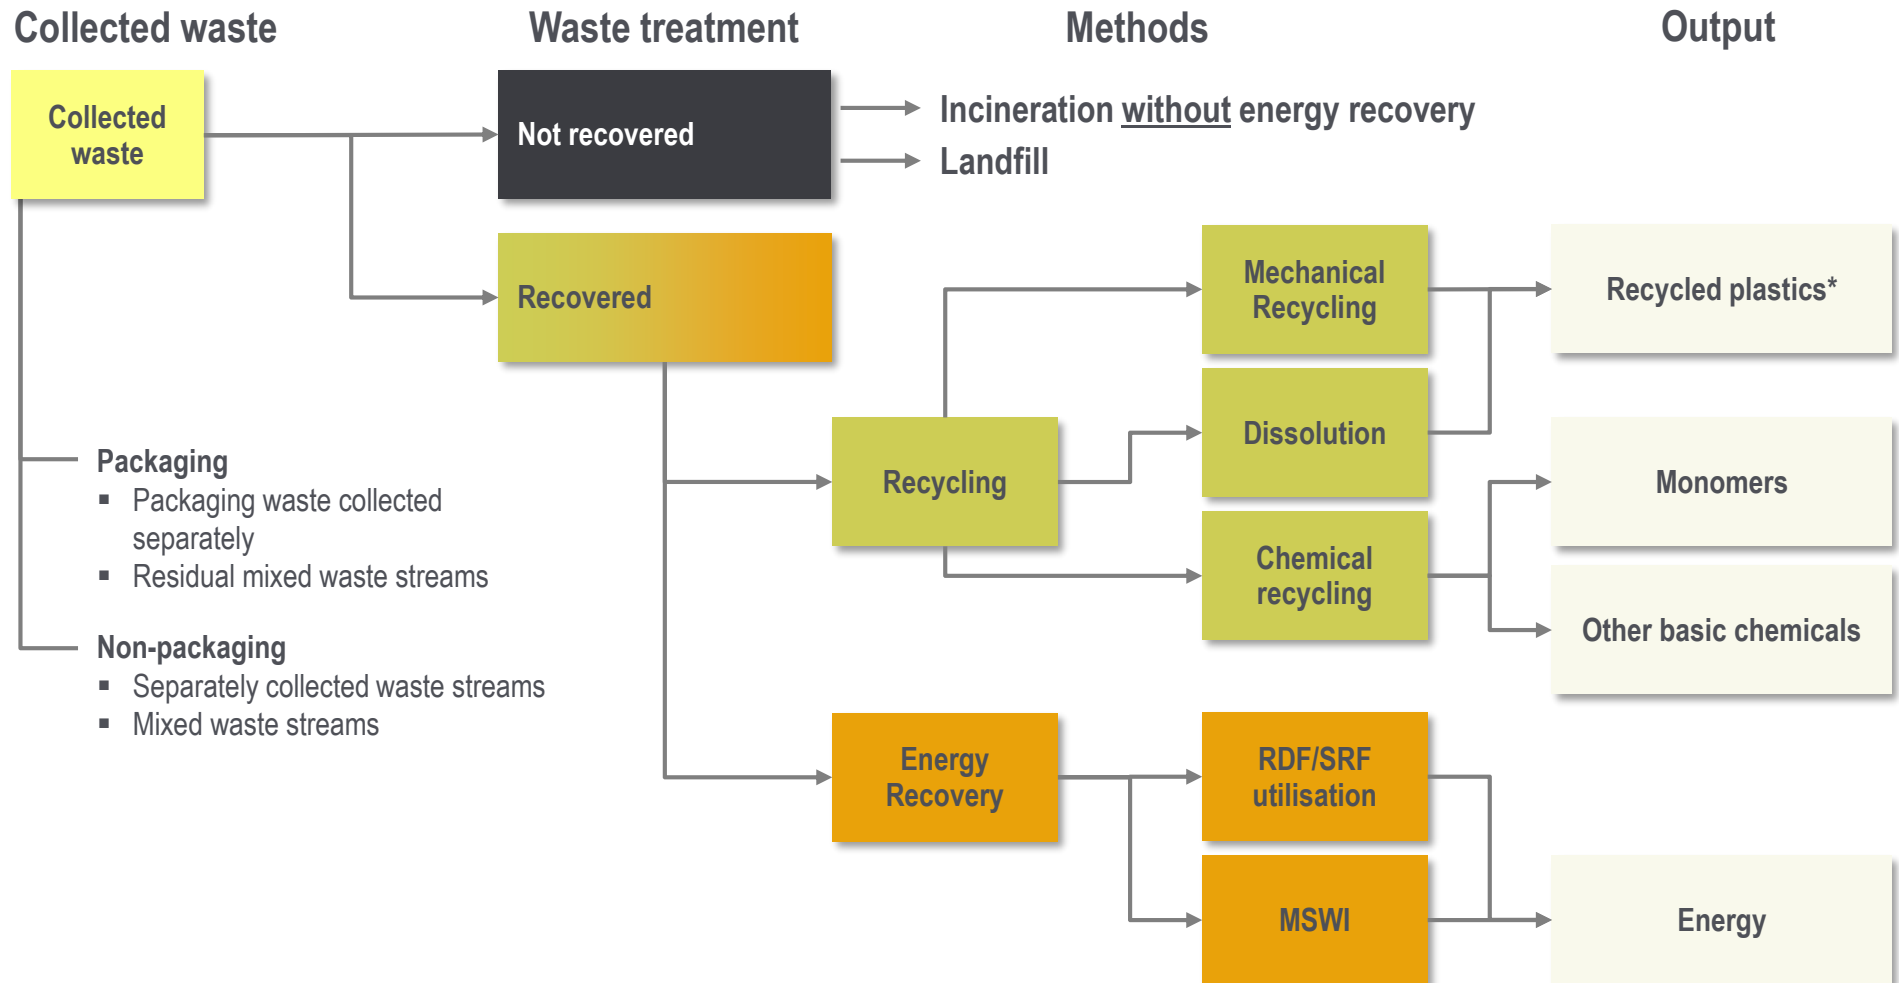 Collected waste
Waste treatment
Methods
Output
Collected
waste
Not recovered
Incineration without energy recovery
Landfill
Recovered
Mechanical
Recycling
Recycled plastics*
Dissolution
Recycling
Monomers
Packaging
▪ Packaging waste collected
separately
▪ Residual mixed waste streams
Chemical
recycling
Other basic chemicals
Non-packaging
▪ Separately collected waste streams
▪ Mixed waste streams
Energy
Recovery
RDF/SRF
utilisation
MSWI
Energy